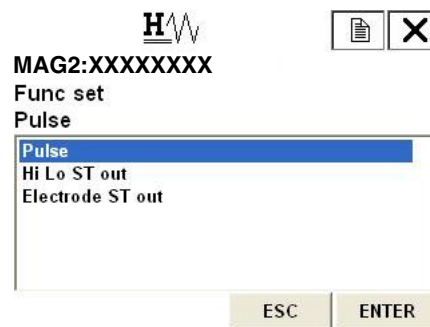 H
MAG2:XXXXXXXX
Func set
Pulse
Pulse
Hi Lo ST out
Electrode ST out
ESC ENTER